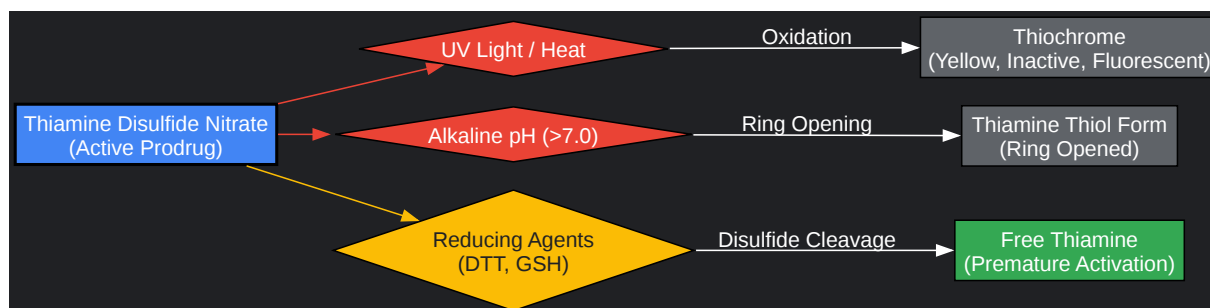 UV Light / Heat
Oxidation
Thiochrome
(Yellow, Inactive, Fluorescent)
Thiamine Disulfide Nitrate
(Active Prodrug)
Alkaline pH (>7.0)
Ring Opening
Thiamine Thiol Form
(Ring Opened)
Reducing Agents
(DTT, GSH)
Disulfide Cleavage
Free Thiamine
(Premature Activation)